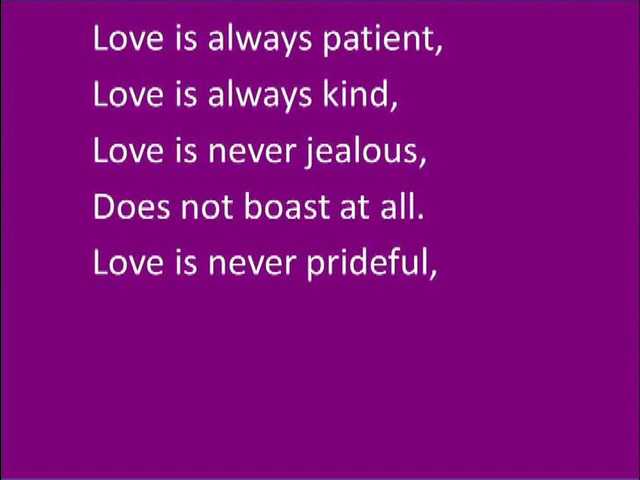 Love is always patient,
Love is always kind,
Love is never jealous,
Does not boast at all.
Love is never prideful,